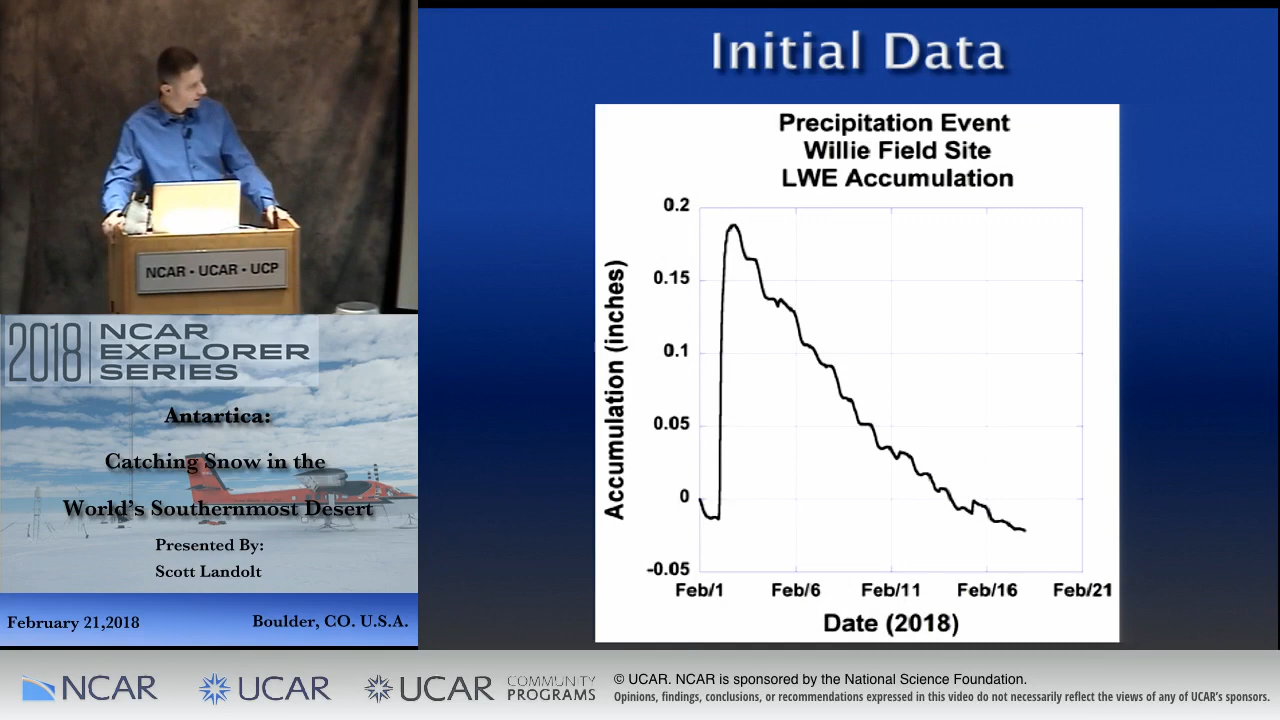 Initial Data
Precipitation Event
Willie Field Site
LWE Accumulation
Accumulation (inches)
0.2
0.15
0.1
0.05
0
-0.05
Feb/1 Feb/6 Feb/11 Feb/16 Feb/21
Date (2018)
NCAR • UCAR • UCP
2018 NCAR
EXPLORER
SERIES
Antartica:
Catching Snow in the
World's Southernmost Desert
Presented By:
Scott Landolt
February 21,2018 Boulder, CO. U.S.A.
NCAR UCAR UCAR COMMUNITY
PROGRAMS
© UCAR. NCAR is sponsored by the National Science Foundation.
Opinions, findings, conclusions, or recommendations expressed in this video do not necessarily reflect the views of any of UCAR's sponsors.